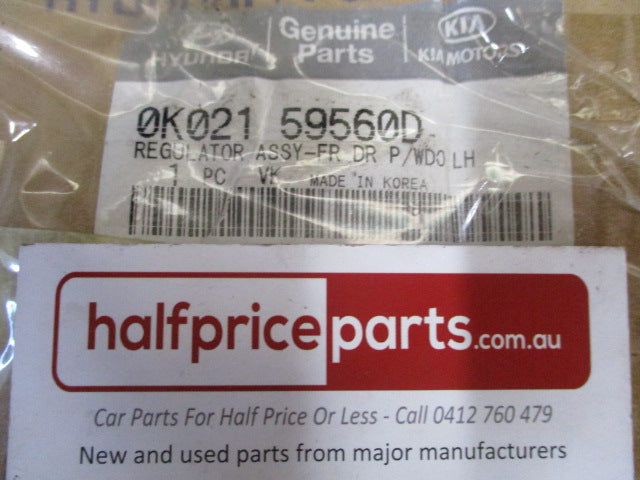 HYUNDAI
Genuine Parts
KIA
KIA MOTORS
0K021 59560D
REGULATOR ASSY-FR DR P/WDO LH
1 PC VK MADE IN KOREA
halfpriceparts.com.au
Car Parts For Half Price Or Less - Call 0412 760 479
New and used parts from major manufacturers